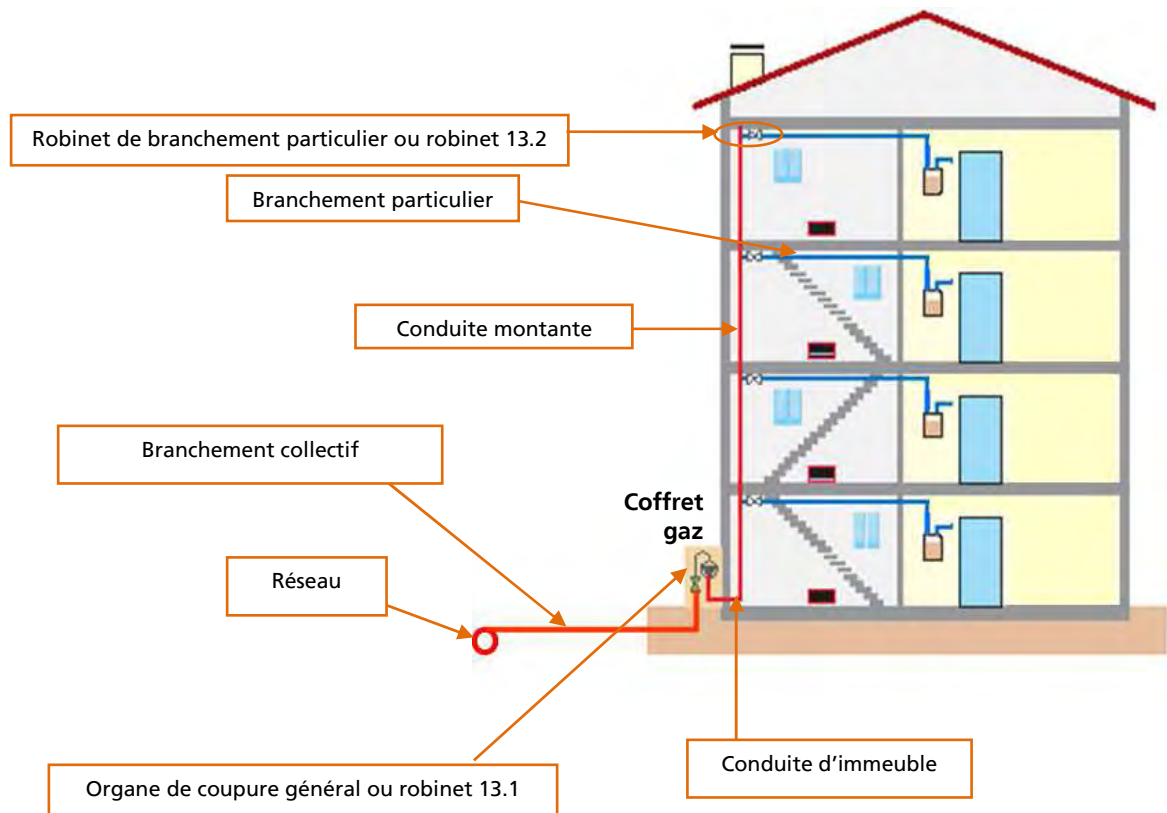 Robinet de branchement particulier ou robinet 13.2
Branchement particulier
Conduite montante
Branchement collectif
Coffret
gaz
Réseau
Conduite d’immeuble
Organe de coupure général ou robinet 13.1